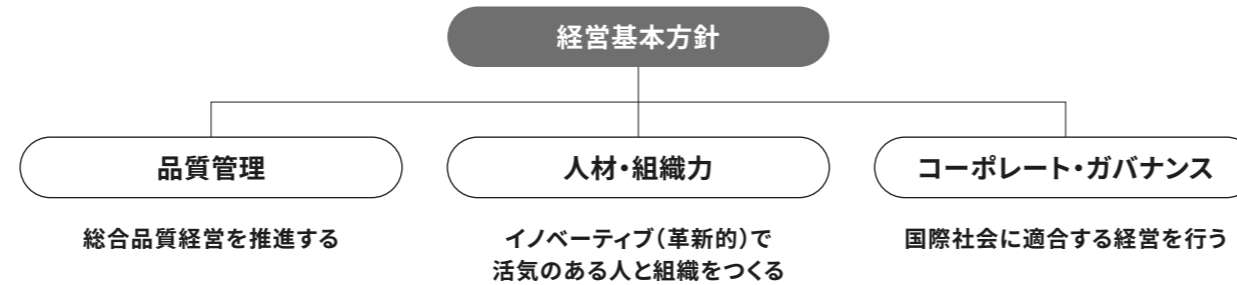 経営基本方針
品質管理
人材・組織力
コーポレート・ガバナンス
総合品質経営を推進する
イノベーティブ（革新的）で
活気のある人と組織をつくる
国際社会に適合する経営を行う